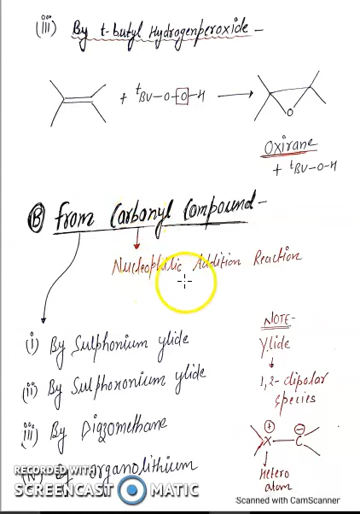 (iii) By t-butyl Hydrogenperoxide -
+ tBu-O-O-H
O
Oxirane
+ tBu-O-H
B from Carbonyl Compound -
Nucleophilic Addition Reaction
(i) By Sulphonium ylide
(ii) By Sulphoxonium ylide
(iii) By Diazomethane
By organolithium
NOTE-
Ylide
1,2-dipolar
species
⊕ ⊖
X-C
Hetero
atom
RECORDED WITH
SCREENCAST O MATIC
Scanned with CamScanner